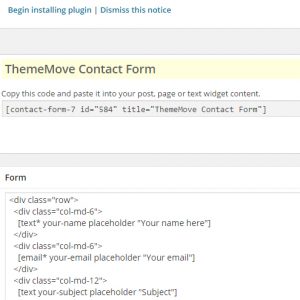 Begin installing plugin | Dismiss this notice
ThemeMove Contact Form
Copy this code and paste it into your post, page or text widget content.
[contact-form-7 id="584" title="ThemeMove Contact Form"]
Form
<div class="row">
<div class="col-md-6">
[text* your-name placeholder "Your name here"]
</div>
<div class="col-md-6">
[email* your-email placeholder "Your email"]
</div>
<div class="col-md-12">
[text your-subject placeholder "Subject"]